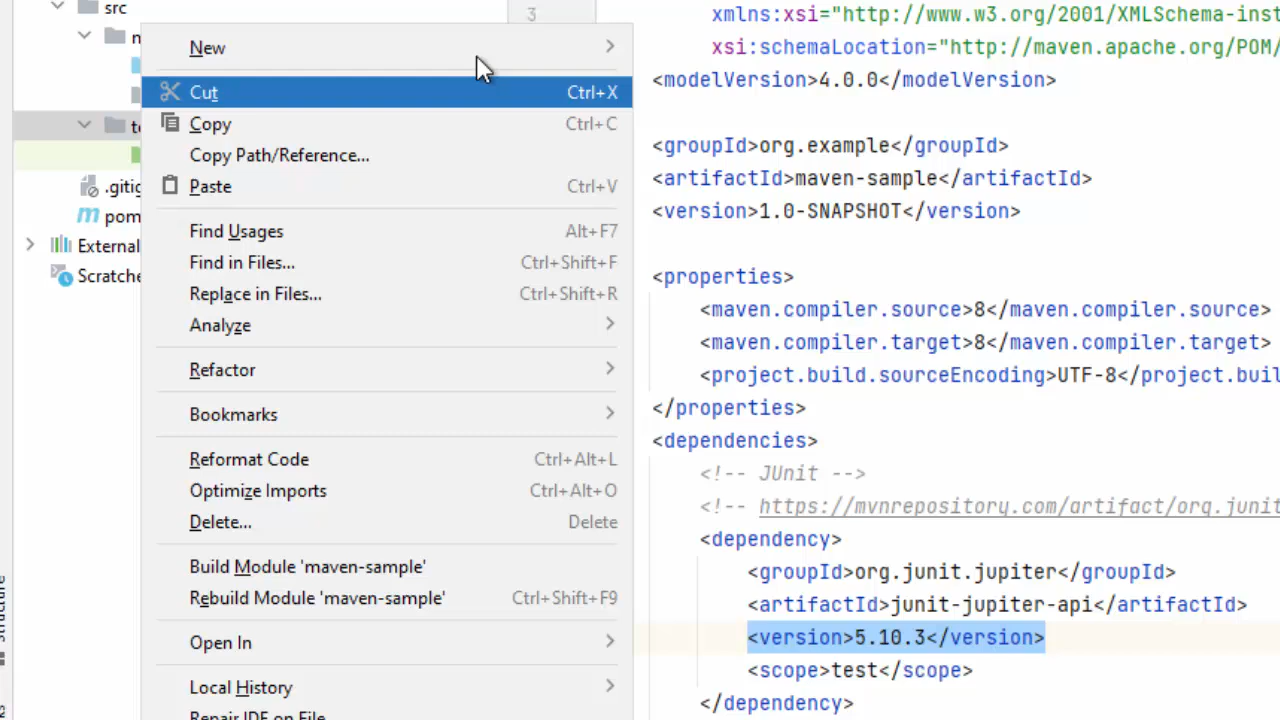 src
3
.gitig
pom
External
Scratche
New
Cut Ctrl+X
Copy Ctrl+C
Copy Path/Reference...
Paste Ctrl+V
Find Usages Alt+F7
Find in Files... Ctrl+Shift+F
Replace in Files... Ctrl+Shift+R
Analyze
Refactor
Bookmarks
Reformat Code Ctrl+Alt+L
Optimize Imports Ctrl+Alt+O
Delete... Delete
Build Module 'maven-sample'
Rebuild Module 'maven-sample' Ctrl+Shift+F9
Open In
Local History
Repair IDE on File
xmlns:xsi="http://www.w3.org/2001/XMLSchema-inst
xsi:schemaLocation="http://maven.apache.org/POM/
<modelVersion>4.0.0</modelVersion>
<groupId>org.example</groupId>
<artifactId>maven-sample</artifactId>
<version>1.0-SNAPSHOT</version>
<properties>
<maven.compiler.source>8</maven.compiler.source>
<maven.compiler.target>8</maven.compiler.target>
<project.build.sourceEncoding>UTF-8</project.buil
</properties>
<dependencies>
<!-- JUnit -->
<!-- https://mvnrepository.com/artifact/org.junit
<dependency>
<groupId>org.junit.jupiter</groupId>
<artifactId>junit-jupiter-api</artifactId>
<version>5.10.3</version>
<scope>test</scope>
</dependency>